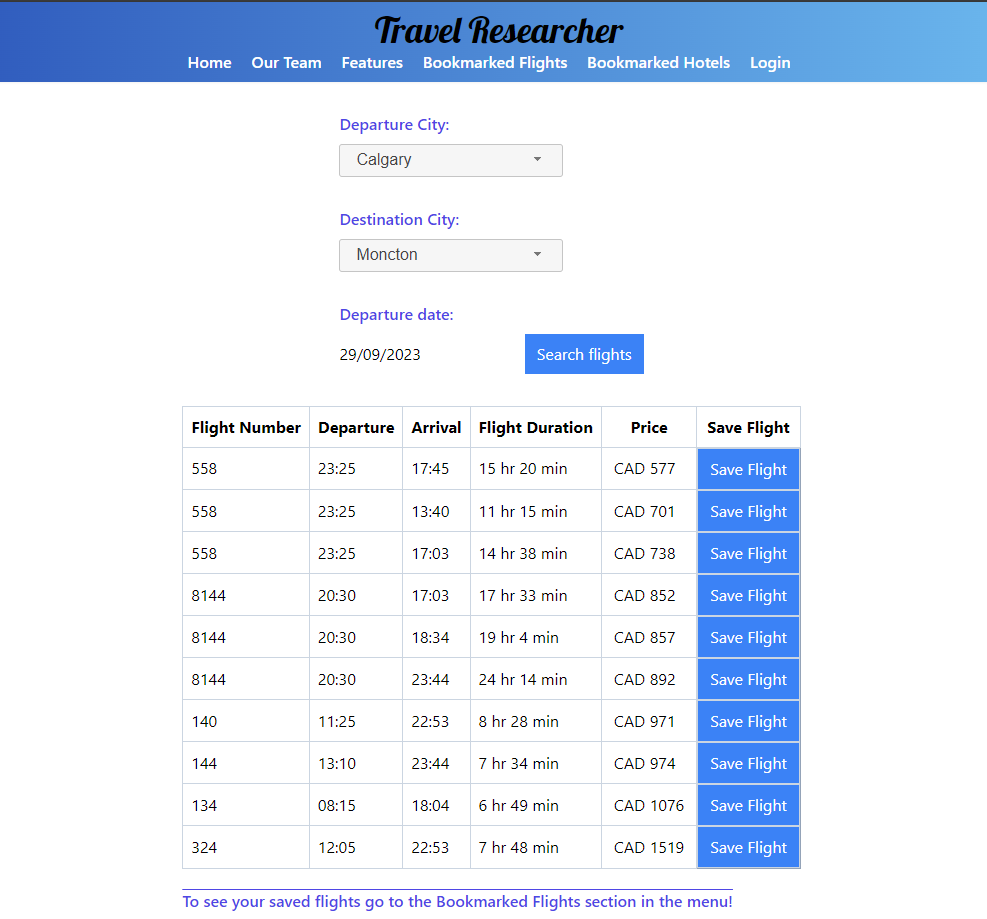 Travel Researcher
Home Our Team Features Bookmarked Flights Bookmarked Hotels Login
Departure City:
Calgary
Destination City:
Moncton
Departure date:
29/09/2023 Search flights
Flight Number Departure Arrival Flight Duration Price Save Flight
558 23:25 17:45 15 hr 20 min CAD 577 Save Flight
558 23:25 13:40 11 hr 15 min CAD 701 Save Flight
558 23:25 17:03 14 hr 38 min CAD 738 Save Flight
8144 20:30 17:03 17 hr 33 min CAD 852 Save Flight
8144 20:30 18:34 19 hr 4 min CAD 857 Save Flight
8144 20:30 23:44 24 hr 14 min CAD 892 Save Flight
140 11:25 22:53 8 hr 28 min CAD 971 Save Flight
144 13:10 23:44 7 hr 34 min CAD 974 Save Flight
134 08:15 18:04 6 hr 49 min CAD 1076 Save Flight
324 12:05 22:53 7 hr 48 min CAD 1519 Save Flight
To see your saved flights go to the Bookmarked Flights section in the menu!